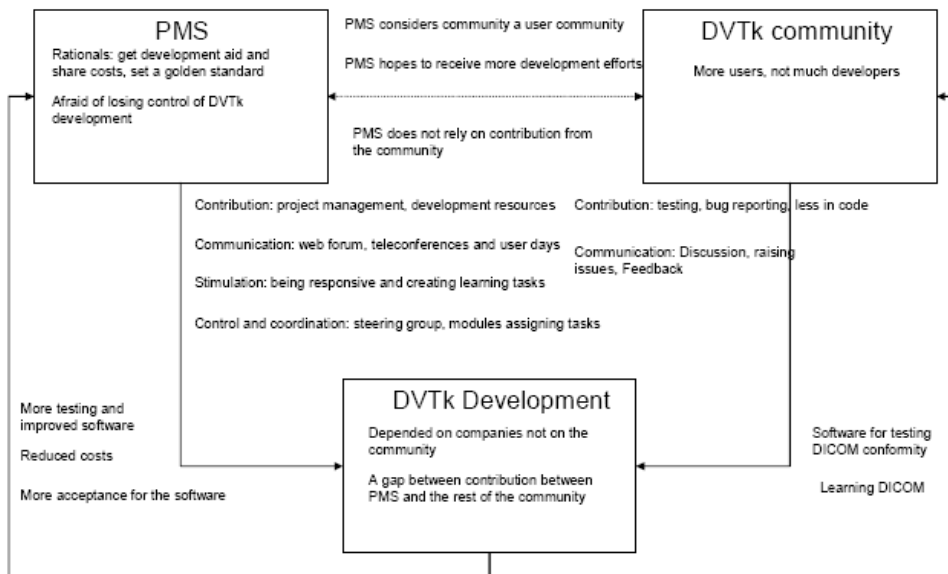 PMS
Rationals: get development aid and
share costs, set a golden standard
Afraid of losing control of DVTk
development
PMS considers community a user community
PMS hopes to receive more development efforts
PMS does not rely on contribution from
the community
DVTk community
More users, not much developers
Contribution: project management, development resources
Communication: web forum, teleconferences and user days
Stimulation: being responsive and creating learning tasks
Control and coordination: steering group, modules assigning tasks
Contribution: testing, bug reporting, less in code
Communication: Discussion, raising
issues, Feedback
DVTk Development
Depended on companies not on the
community
A gap between contribution between
PMS and the rest of the community
More testing and
improved software
Reduced costs
More acceptance for the software
Software for testing
DICOM conformity
Learning DICOM